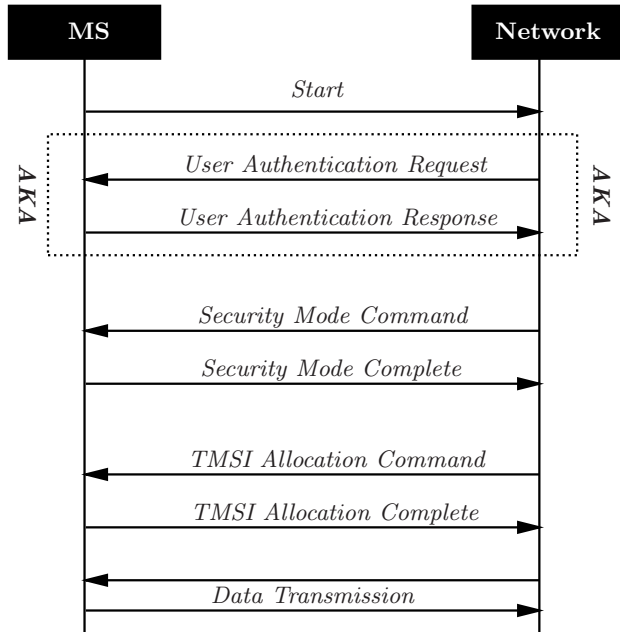 MS
Network
Start
User Authentication Request
AKA
AKA
User Authentication Response
Security Mode Command
Security Mode Complete
TMSI Allocation Command
TMSI Allocation Complete
Data Transmission